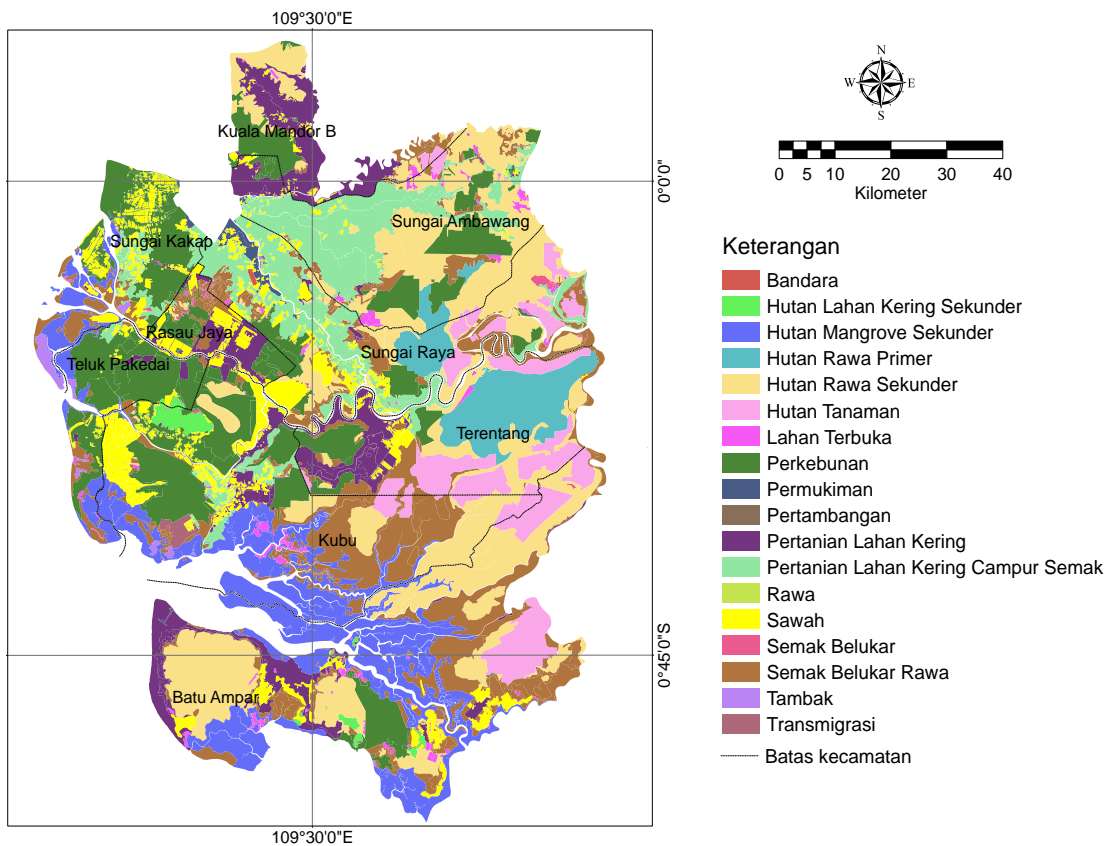 109°30'0"E
N
W
E
S
Kuala Mandor B
0 5 10 20 30 40
Kilometer
0°0'0"
Sungai Ambawang
Sungai Kakap
Rasau Jaya
Sungai Raya
Teluk Pakedai
Terentang
Kubu
Batu Ampar
0°45'0"S
109°30'0"E
Keterangan
Bandara
Hutan Lahan Kering Sekunder
Hutan Mangrove Sekunder
Hutan Rawa Primer
Hutan Rawa Sekunder
Hutan Tanaman
Lahan Terbuka
Perkebunan
Permukiman
Pertambangan
Pertanian Lahan Kering
Pertanian Lahan Kering Campur Semak
Rawa
Sawah
Semak Belukar
Semak Belukar Rawa
Tambak
Transmigrasi
Batas kecamatan